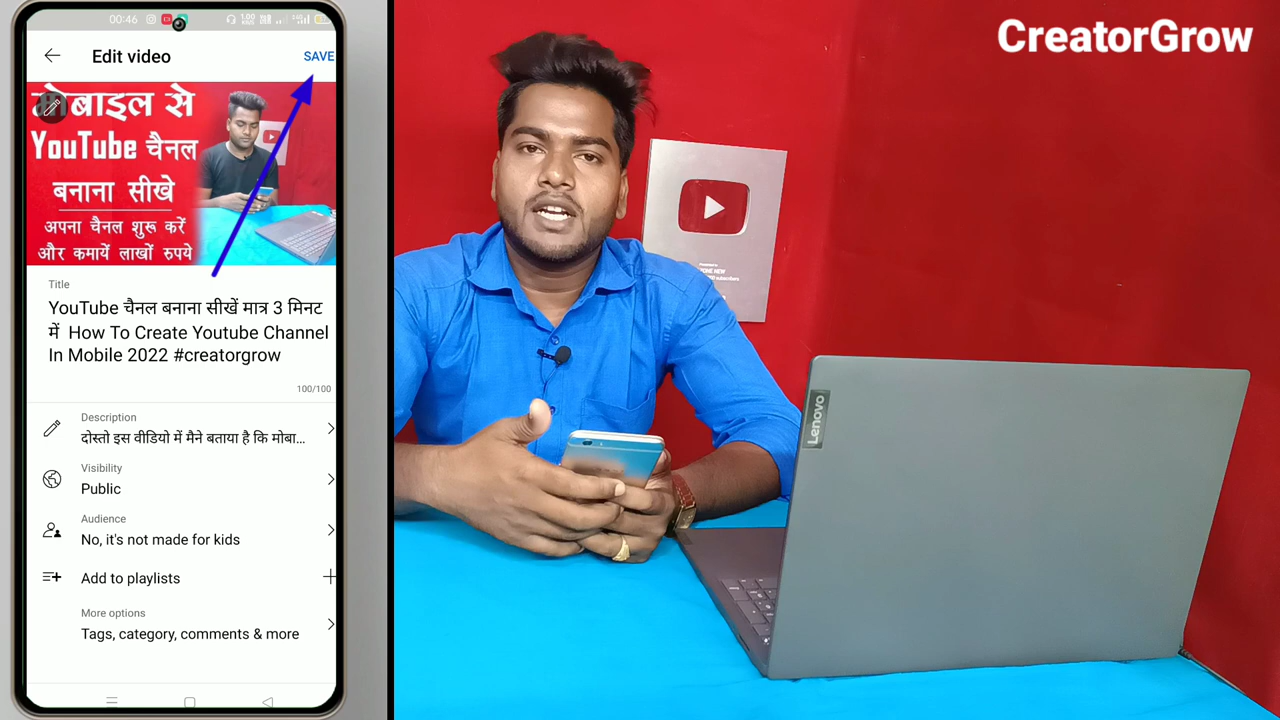 CreatorGrow
00:46
Edit video
SAVE
मोबाइल से
YouTube चैनल
बनाना सीखे
अपना चैनल शुरू करें
और कमायें लाखों रुपये
Title
YouTube चैनल बनाना सीखें मात्र 3 मिनट
में How To Create Youtube Channel
In Mobile 2022 #creatorgrow
100/100
Description
दोस्तो इस वीडियो में मैने बताया है कि मोबा...
Visibility
Public
Audience
No, it's not made for kids
Add to playlists
More options
Tags, category, comments & more
Lenovo